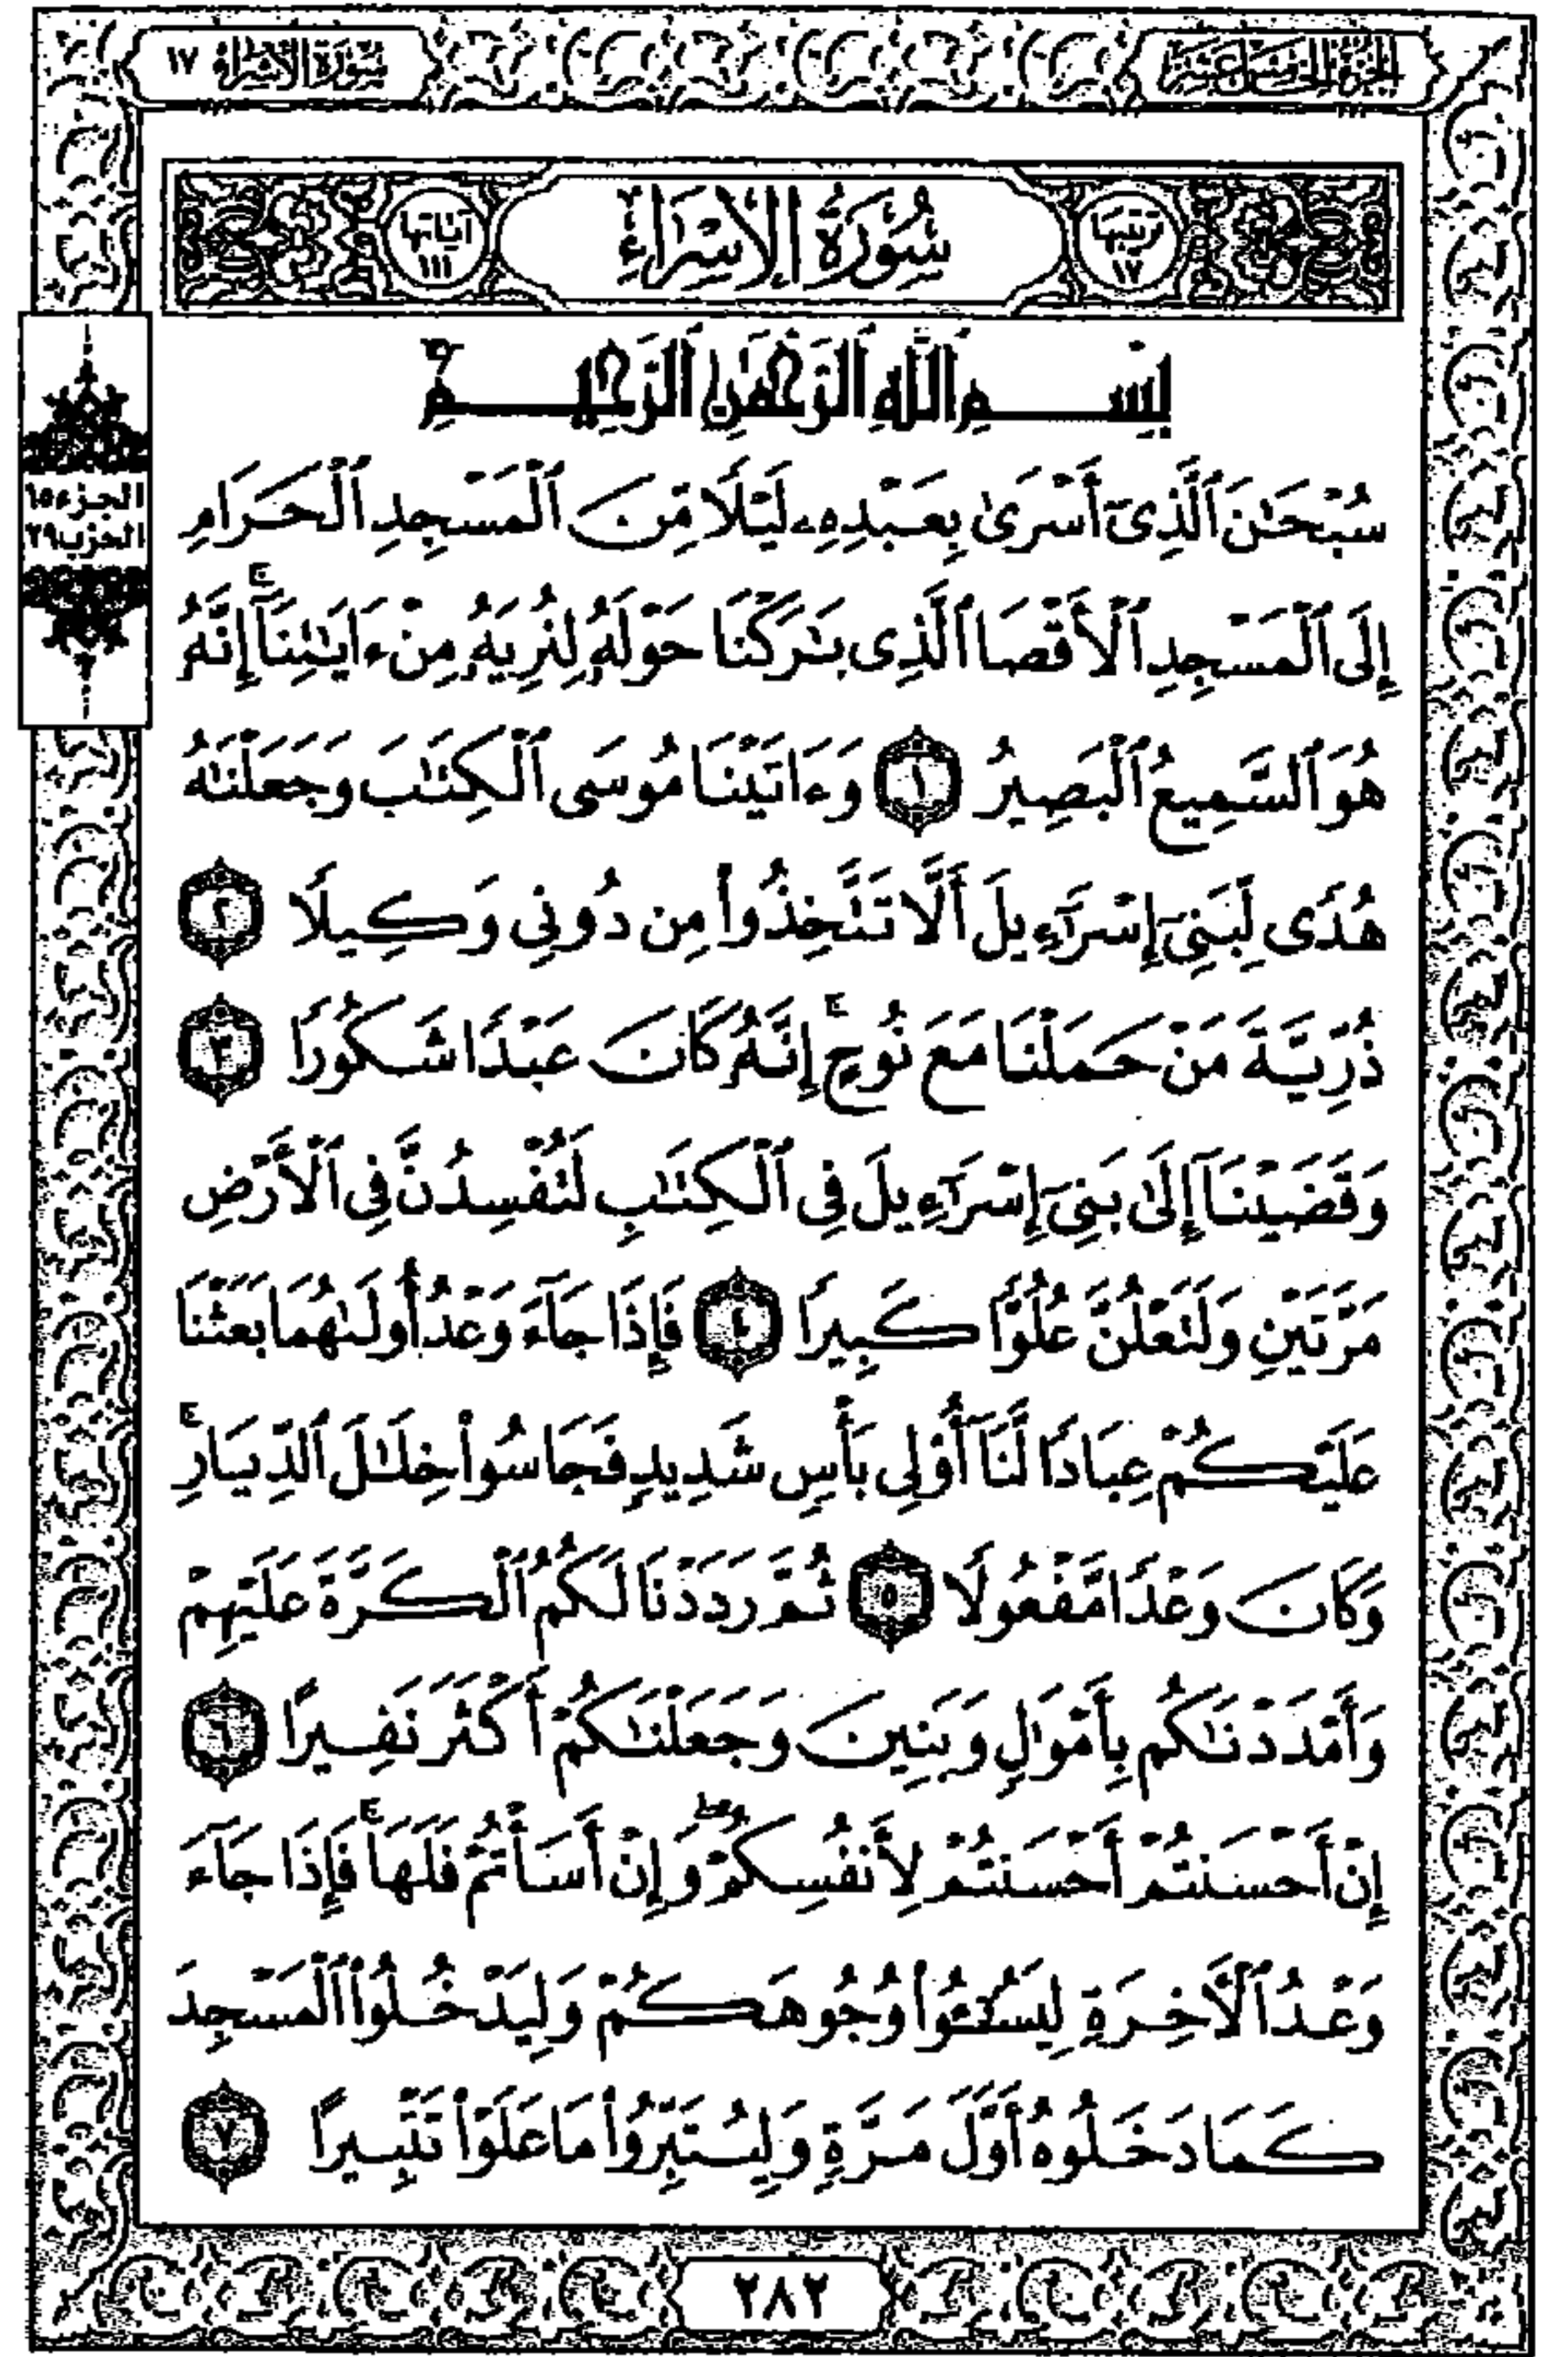 الجزء الخامس عشر
سورة الإسراء ١٧
ترتيبها ١٧
سُورَةُ الإِسْرَاءِ
آياتها ١١١
بِسْمِ ٱللَّهِ ٱلرَّحْمَٰنِ ٱلرَّحِيمِ
سُبْحَٰنَ ٱلَّذِىٓ أَسْرَىٰ بِعَبْدِهِۦ لَيْلًا مِّنَ ٱلْمَسْجِدِ ٱلْحَرَامِ
إِلَى ٱلْمَسْجِدِ ٱلْأَقْصَا ٱلَّذِى بَٰرَكْنَا حَوْلَهُۥ لِنُرِيَهُۥ مِنْ ءَايَٰتِنَآ ۚ إِنَّهُۥ
هُوَ ٱلسَّمِيعُ ٱلْبَصِيرُ ١ وَءَاتَيْنَا مُوسَى ٱلْكِتَٰبَ وَجَعَلْنَٰهُ
هُدًى لِّبَنِىٓ إِسْرَٰٓءِيلَ أَلَّا تَتَّخِذُوا۟ مِن دُونِى وَكِيلًا ٢
ذُرِّيَّةَ مَنْ حَمَلْنَا مَعَ نُوحٍ ۚ إِنَّهُۥ كَانَ عَبْدًا شَكُورًا ٣
وَقَضَيْنَآ إِلَىٰ بَنِىٓ إِسْرَٰٓءِيلَ فِى ٱلْكِتَٰبِ لَتُفْسِدُنَّ فِى ٱلْأَرْضِ
مَرَّتَيْنِ وَلَتَعْلُنَّ عُلُوًّا كَبِيرًا ٤ فَإِذَا جَآءَ وَعْدُ أُولَىٰهُمَا بَعَثْنَا
عَلَيْكُمْ عِبَادًا لَّنَآ أُو۟لِى بَأْسٍ شَدِيدٍ فَجَاسُوا۟ خِلَٰلَ ٱلدِّيَارِ ۚ
وَكَانَ وَعْدًا مَّفْعُولًا ٥ ثُمَّ رَدَدْنَا لَكُمُ ٱلْكَرَّةَ عَلَيْهِمْ
وَأَمْدَدْنَٰكُم بِأَمْوَٰلٍ وَبَنِينَ وَجَعَلْنَٰكُمْ أَكْثَرَ نَفِيرًا ٦
إِنْ أَحْسَنتُمْ أَحْسَنتُمْ لِأَنفُسِكُمْ ۖ وَإِنْ أَسَأْتُمْ فَلَهَا ۚ فَإِذَا جَآءَ
وَعْدُ ٱلْءَاخِرَةِ لِيَسُۥٓـُٔوا۟ وُجُوهَكُمْ وَلِيَدْخُلُوا۟ ٱلْمَسْجِدَ
كَمَا دَخَلُوهُ أَوَّلَ مَرَّةٍ وَلِيُتَبِّرُوا۟ مَا عَلَوْا۟ تَتْبِيرًا ٧
الجزء ١٥
الحزب ٢٩
٢٨٢